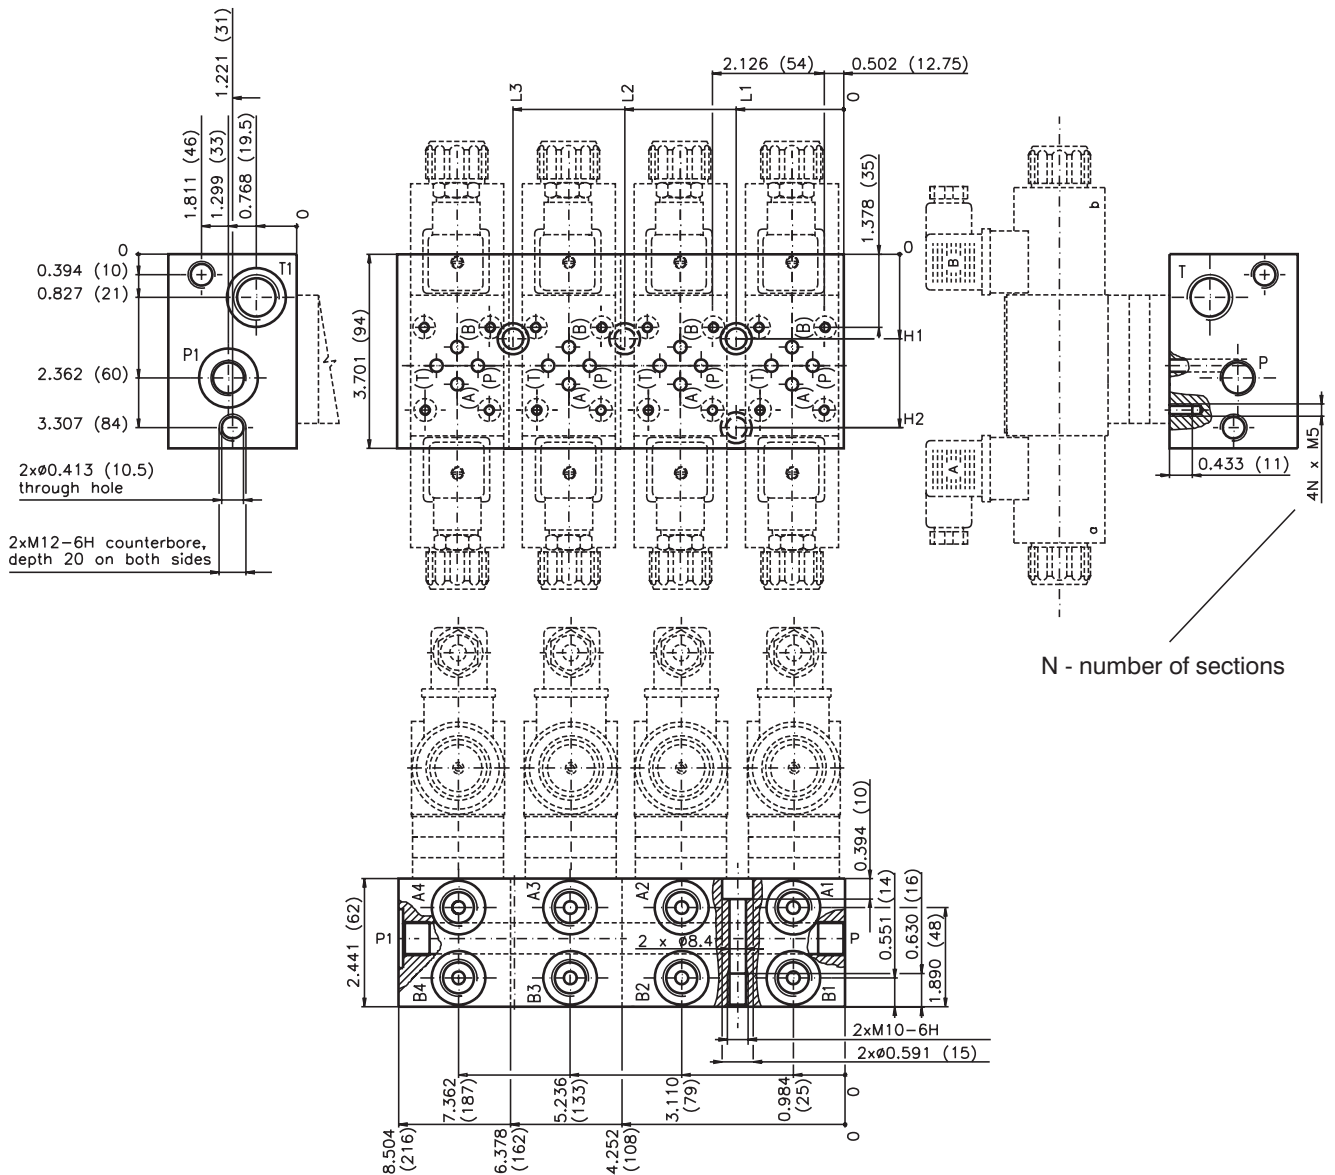 1.221 (31)
1.811 (46)
1.299 (33)
0.768 (19.5)
0
0
0.394 (10)
0.827 (21)
2.362 (60)
3.307 (84)
T1
P1
2xø0.413 (10.5)
through hole
2xM12-6H counterbore,
depth 20 on both sides
2.126 (54)
0.502 (12.75)
L3
L2
L1
0
1.378 (35)
0
H1
H2
3.701 (94)
(B) (B) (B) (B)
(T) (P) (T) (P) (T) (P) (T) (P)
(A) (A) (A) (A)
b
B
A
a
T
P
0.433 (11)
4N x M5
N - number of sections
0.394 (10)
0.551 (14)
0.630 (16)
1.890 (48)
2.441 (62)
A4
A3
A2
A1
P1
P
2 x ø8.4
B4
B3
B2
B1
2xM10-6H
2xø0.591 (15)
7.362
(187)
5.236
(133)
3.110
(79)
0.984
(25)
0
8.504
(216)
6.378
(162)
4.252
(108)
0